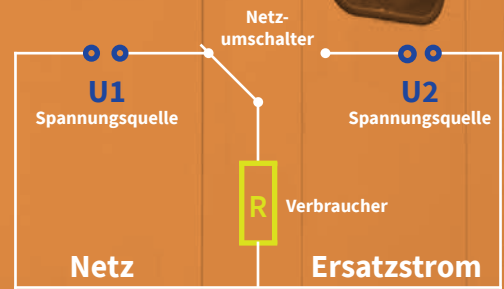 Netz-
umschalter
U1
Spannungsquelle
U2
Spannungsquelle
R
Verbraucher
Netz
Ersatzstrom